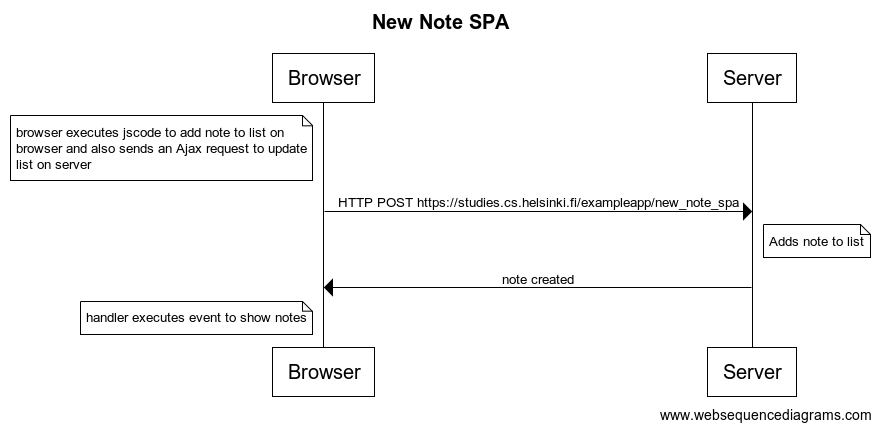 New Note SPA
Browser
Server
browser executes jscode to add note to list on
browser and also sends an Ajax request to update
list on server
HTTP POST https://studies.cs.helsinki.fi/exampleapp/new_note_spa
Adds note to list
note created
handler executes event to show notes
Browser
Server
www.websequencediagrams.com